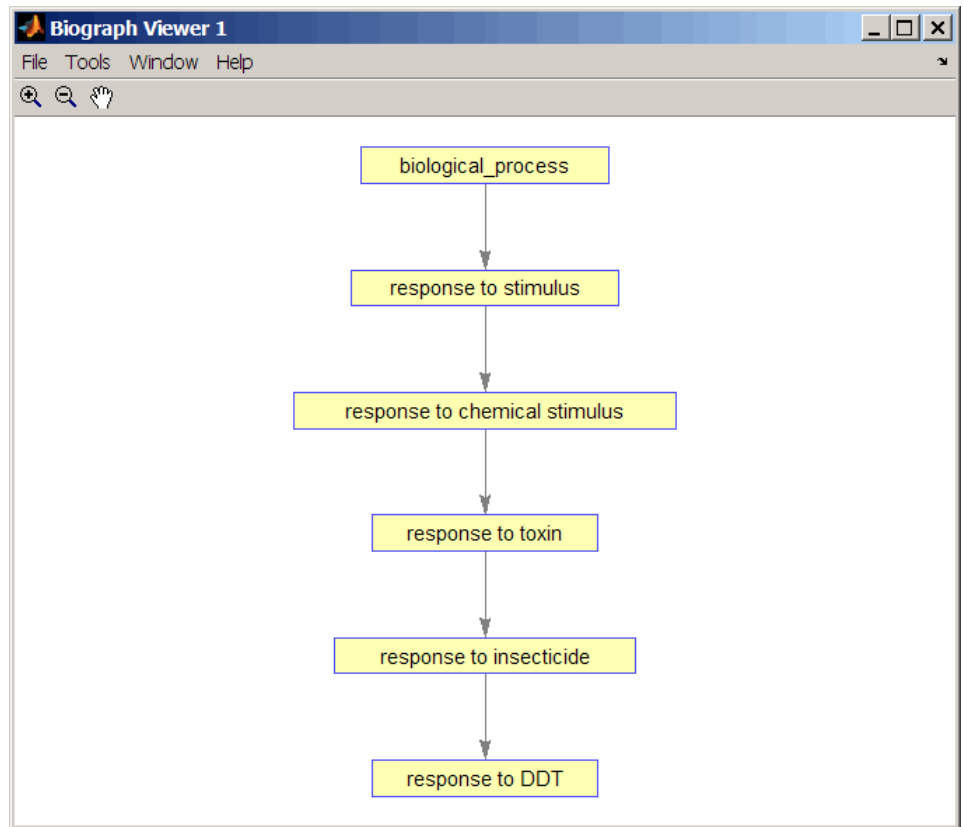 Biograph Viewer 1
File Tools Window Help
biological_process
response to stimulus
response to chemical stimulus
response to toxin
response to insecticide
response to DDT